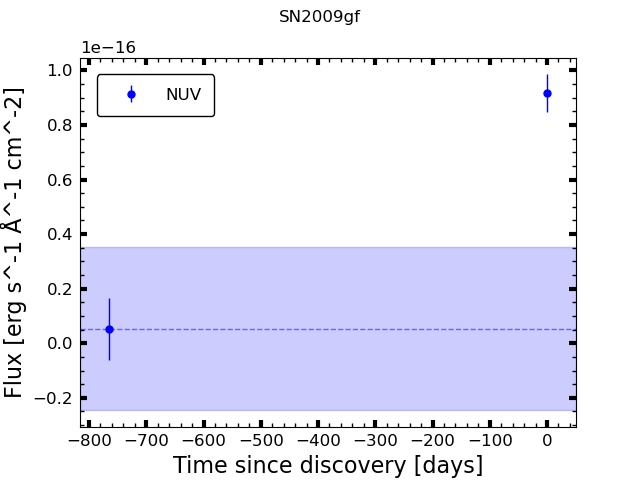 SN2009gf
1e−16
NUV
1.0
0.8
0.6
0.4
0.2
0.0
−0.2
Flux [erg s^-1 Å^-1 cm^-2]
−800 −700 −600 −500 −400 −300 −200 −100 0
Time since discovery [days]